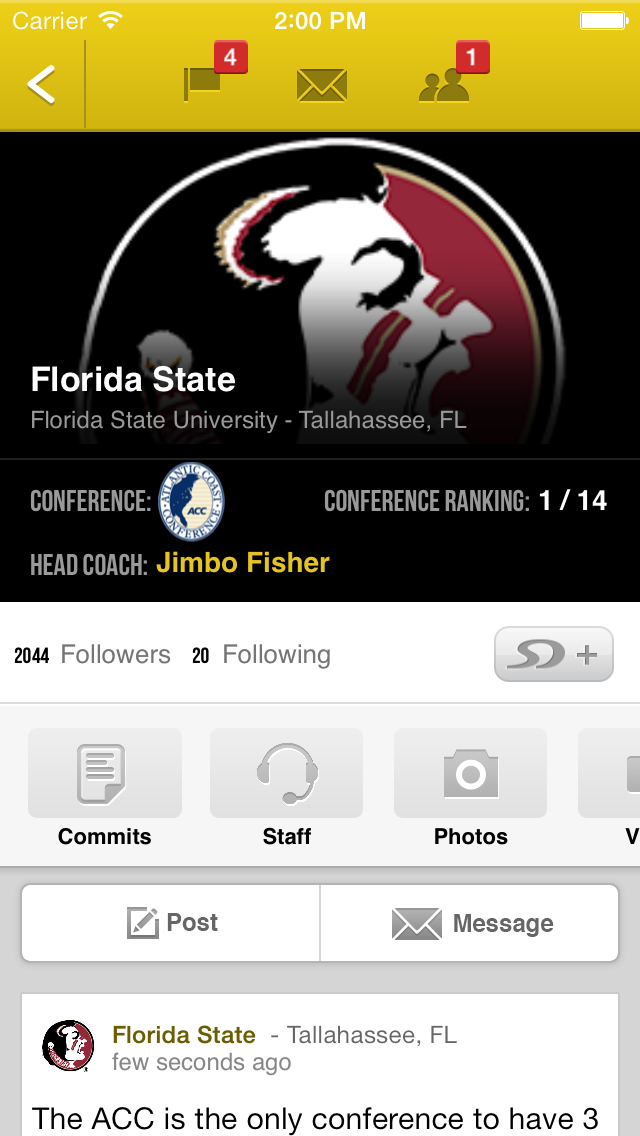 Carrier 2:00 PM
4 1
Florida State
Florida State University - Tallahassee, FL
CONFERENCE: ATLANTIC COAST CONFERENCE ACC CONFERENCE RANKING: 1 / 14
HEAD COACH: Jimbo Fisher
2044 Followers 20 Following SD +
Commits Staff Photos V
Post Message
Florida State - Tallahassee, FL
few seconds ago
The ACC is the only conference to have 3